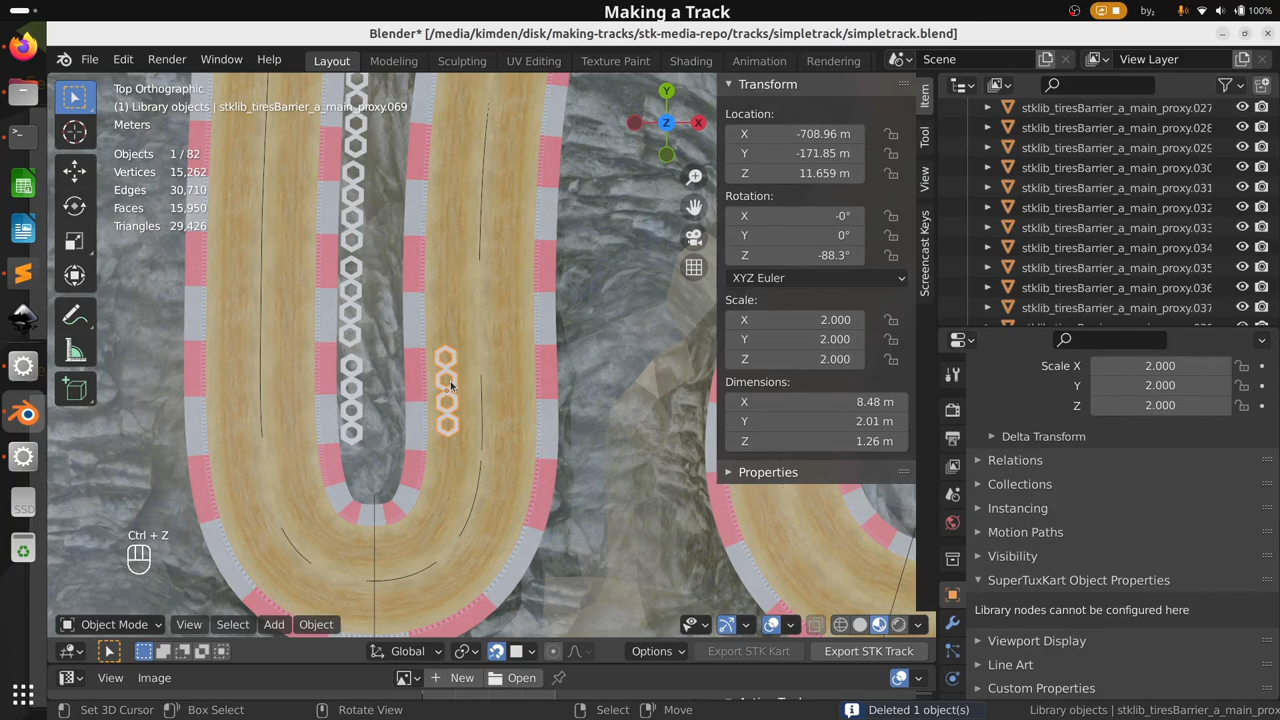 Making a Track
by₂
100%
Blender* [/media/kimden/disk/making-tracks/stk-media-repo/tracks/simpletrack/simpletrack.blend]
File Edit Render Window Help Layout Modeling Sculpting UV Editing Texture Paint Shading Animation Rendering Scene View Layer
Top Orthographic
(1) Library objects | stklib_tiresBarrier_a_main_proxy.069
Meters
Objects 1 / 82
Vertices 15,262
Edges 30,710
Faces 15,950
Triangles 29,426
Y
Z X
Transform
Location:
X -708.96 m
Y -171.85 m
Z 11.659 m
Rotation:
X -0°
Y 0°
Z -88.3°
XYZ Euler
Scale:
X 2.000
Y 2.000
Z 2.000
Dimensions:
X 8.48 m
Y 2.01 m
Z 1.26 m
Properties
Item
Tool
View
Screencast Keys
stklib_tiresBarrier_a_main_proxy.027
stklib_tiresBarrier_a_main_proxy.028
stklib_tiresBarrier_a_main_proxy.029
stklib_tiresBarrier_a_main_proxy.030
stklib_tiresBarrier_a_main_proxy.031
stklib_tiresBarrier_a_main_proxy.032
stklib_tiresBarrier_a_main_proxy.033
stklib_tiresBarrier_a_main_proxy.034
stklib_tiresBarrier_a_main_proxy.035
stklib_tiresBarrier_a_main_proxy.036
stklib_tiresBarrier_a_main_proxy.037
Scale X 2.000
Y 2.000
Z 2.000
Delta Transform
Relations
Collections
Instancing
Motion Paths
Visibility
SuperTuxKart Object Properties
Library nodes cannot be configured here
Viewport Display
Line Art
Custom Properties
SSD
Ctrl + Z
Object Mode View Select Add Object
Global Options Export STK Kart Export STK Track
View Image New Open
Set 3D Cursor Box Select Rotate View Select Move Deleted 1 object(s) Library objects | stklib_tiresBarrier_a_main_prox